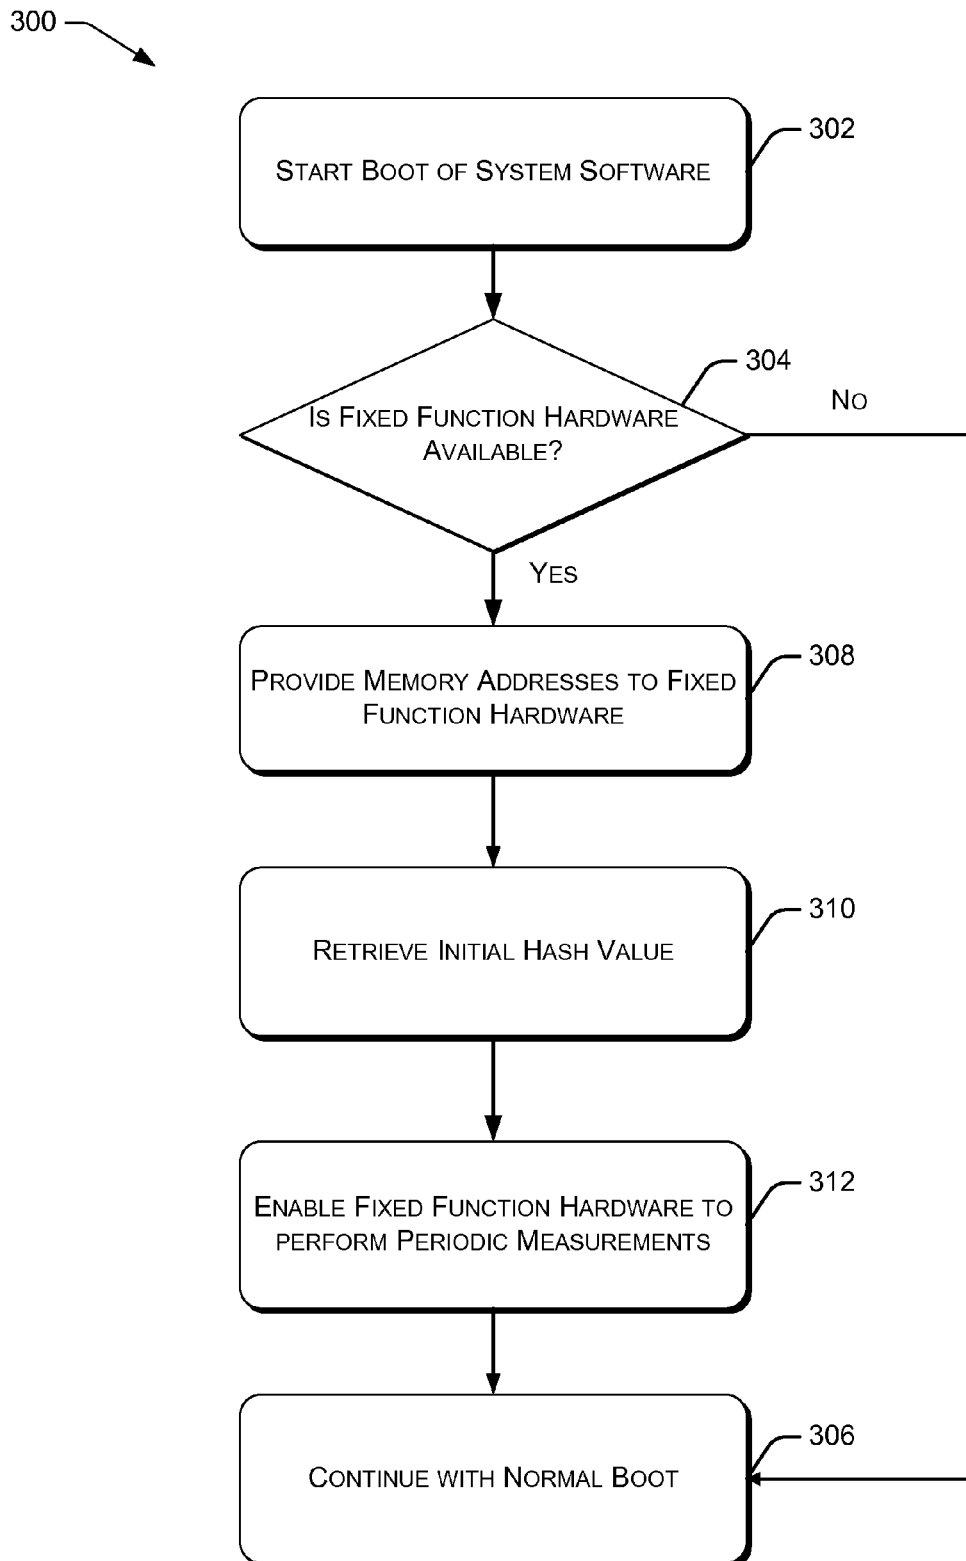 300
302
START BOOT OF SYSTEM SOFTWARE
304
NO
IS FIXED FUNCTION HARDWARE
AVAILABLE?
YES
308
PROVIDE MEMORY ADDRESSES TO FIXED
FUNCTION HARDWARE
310
RETRIEVE INITIAL HASH VALUE
312
ENABLE FIXED FUNCTION HARDWARE TO
PERFORM PERIODIC MEASUREMENTS
306
CONTINUE WITH NORMAL BOOT